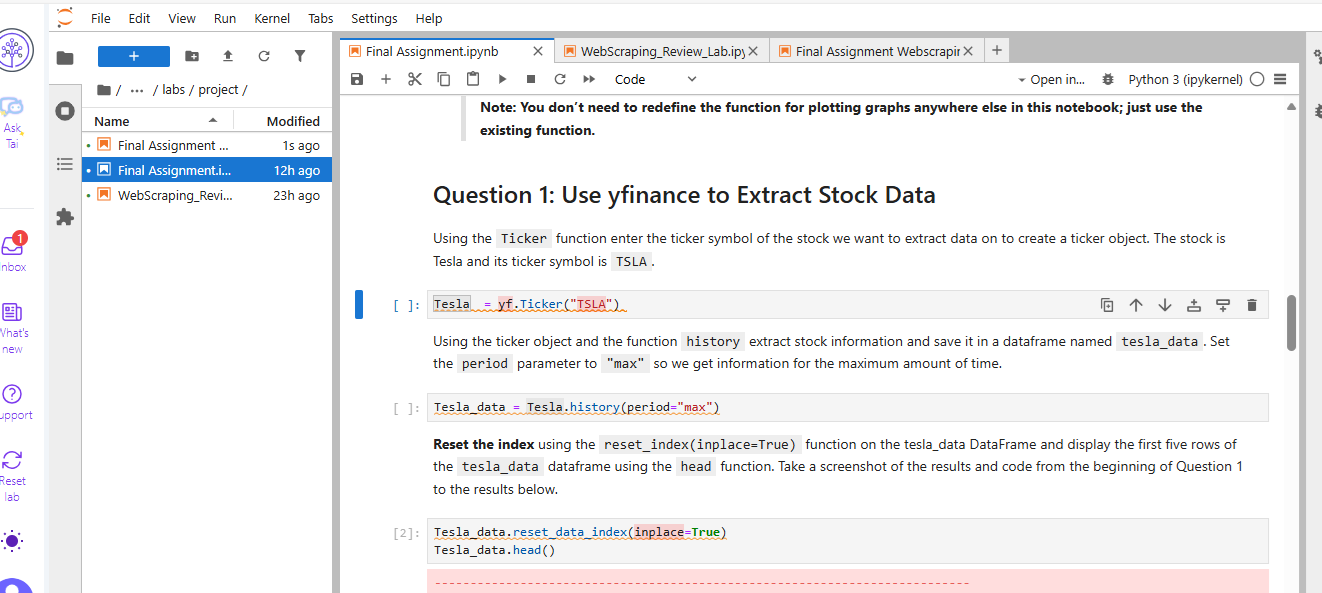 File Edit View Run Kernel Tabs Settings Help
Final Assignment.ipynb
WebScraping_Review_Lab.ipy
Final Assignment Webscrapin
+
Code
Open in...
Python 3 (ipykernel)
Ask
Tai
1
nbox
What's
new
upport
Reset
lab
+
/ ... / labs / project /
Name Modified
Final Assignment ... 1s ago
Final Assignment.i... 12h ago
WebScraping_Revi... 23h ago
Note: You don't need to redefine the function for plotting graphs anywhere else in this notebook; just use the
existing function.
Question 1: Use yfinance to Extract Stock Data
Using the Ticker function enter the ticker symbol of the stock we want to extract data on to create a ticker object. The stock is
Tesla and its ticker symbol is TSLA .
[ ]: Tesla  = yf.Ticker("TSLA")
Using the ticker object and the function history extract stock information and save it in a dataframe named tesla_data . Set
the period parameter to "max" so we get information for the maximum amount of time.
[ ]: Tesla_data = Tesla.history(period="max")
Reset the index using the reset_index(inplace=True) function on the tesla_data DataFrame and display the first five rows of
the tesla_data dataframe using the head function. Take a screenshot of the results and code from the beginning of Question 1
to the results below.
[2]: Tesla_data.reset_data_index(inplace=True)
Tesla_data.head()
---------------------------------------------------------------------------